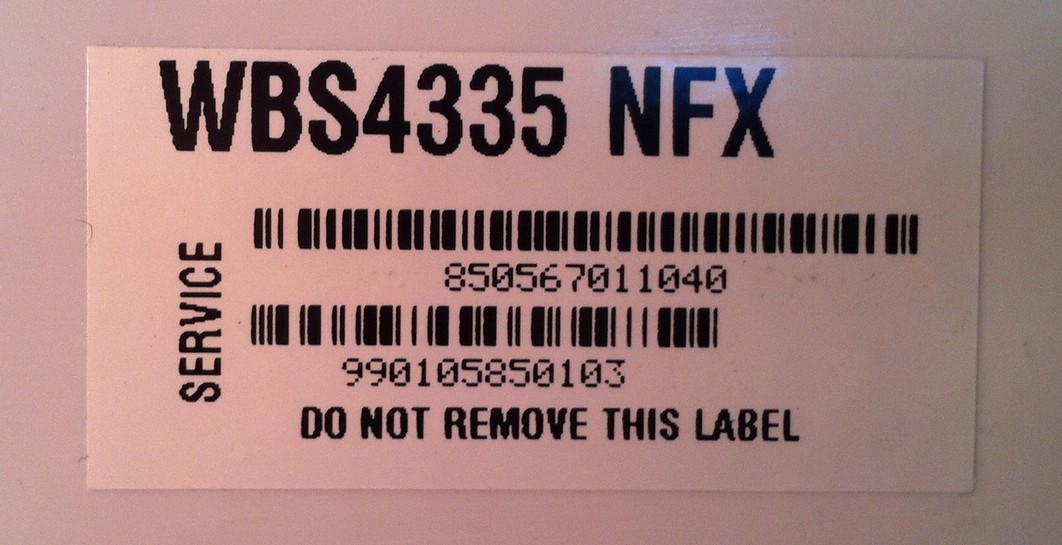 WBS4335 NFX
850567011040
SERVICE
990105850103
DO NOT REMOVE THIS LABEL